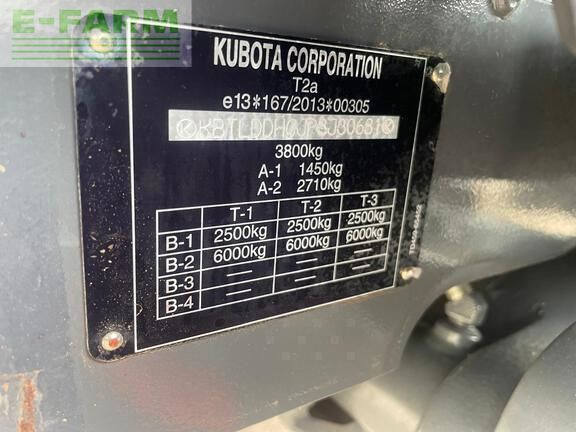 E-FARM
KUBOTA CORPORATION
T2a
e13*167/2013*00305
3800kg
A-1 1450kg
A-2 2710kg
T-1 T-2 T-3
B-1 2500kg 2500kg 2500kg
B-2 6000kg 6000kg 6000kg
B-3 — — —
B-4 — — —